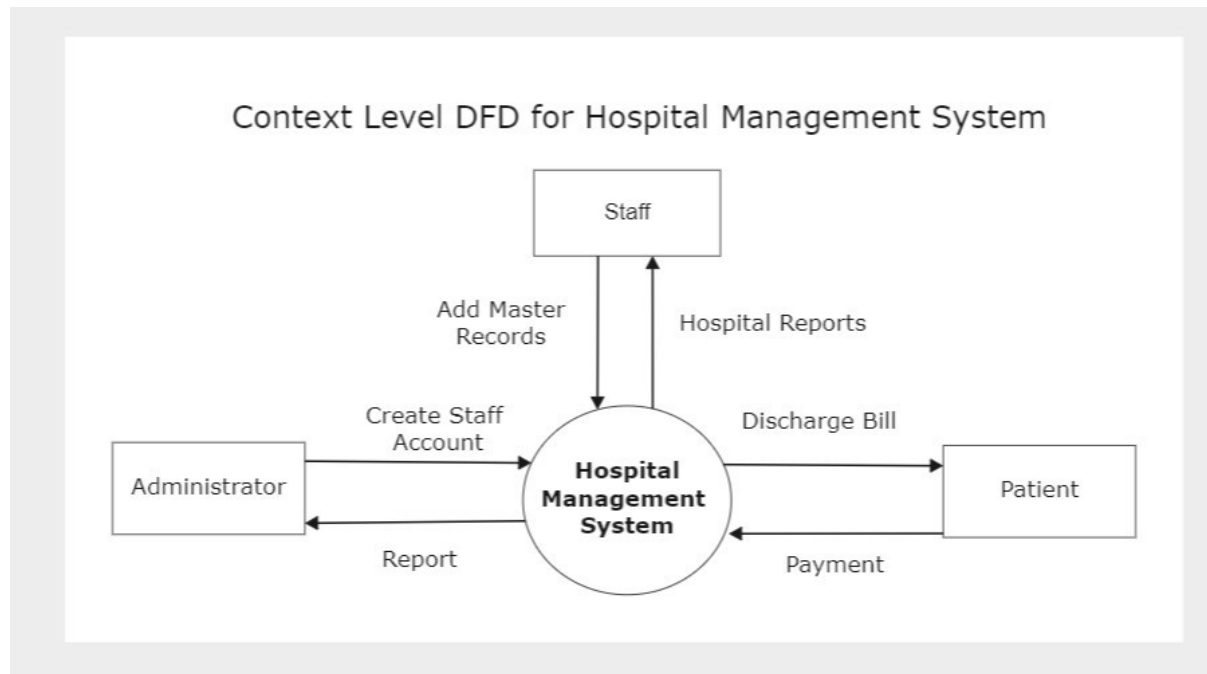 Context Level DFD for Hospital Management System
Staff
Add Master
Records
Hospital Reports
Create Staff
Account
Discharge Bill
Administrator
Hospital
Management
System
Patient
Report
Payment